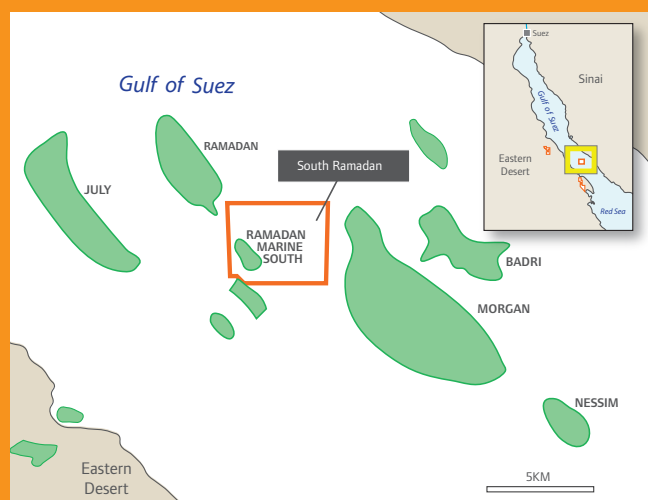 Gulf of Suez
RAMADAN
JULY
South Ramadan
RAMADAN
MARINE
SOUTH
BADRI
MORGAN
NESSIM
Eastern
Desert
5KM
Suez
Sinai
Gulf of Suez
Eastern
Desert
Red Sea